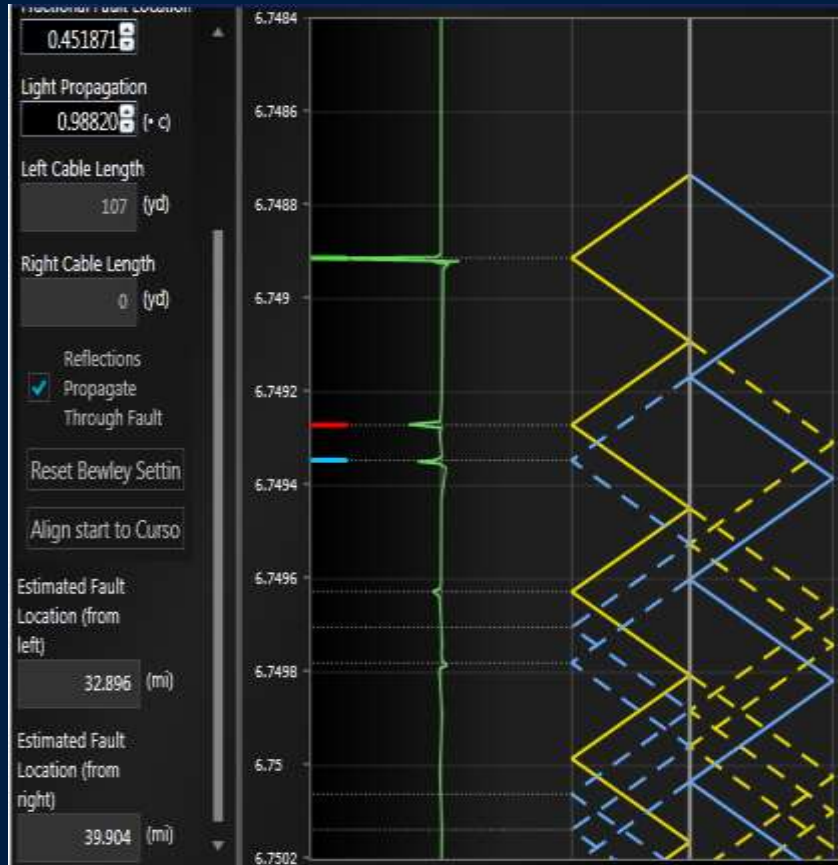 Fractional Fault Location
0.451871
Light Propagation
0.98820 (• c)
Left Cable Length
107 (yd)
Right Cable Length
0 (yd)
Reflections
Propagate
Through Fault
Reset Bewley Settin
Align start to Curso
Estimated Fault
Location (from
left)
32.896 (mi)
Estimated Fault
Location (from
right)
39.904 (mi)
6.7484
6.7486
6.7488
6.749
6.7492
6.7494
6.7496
6.7498
6.75
6.7502